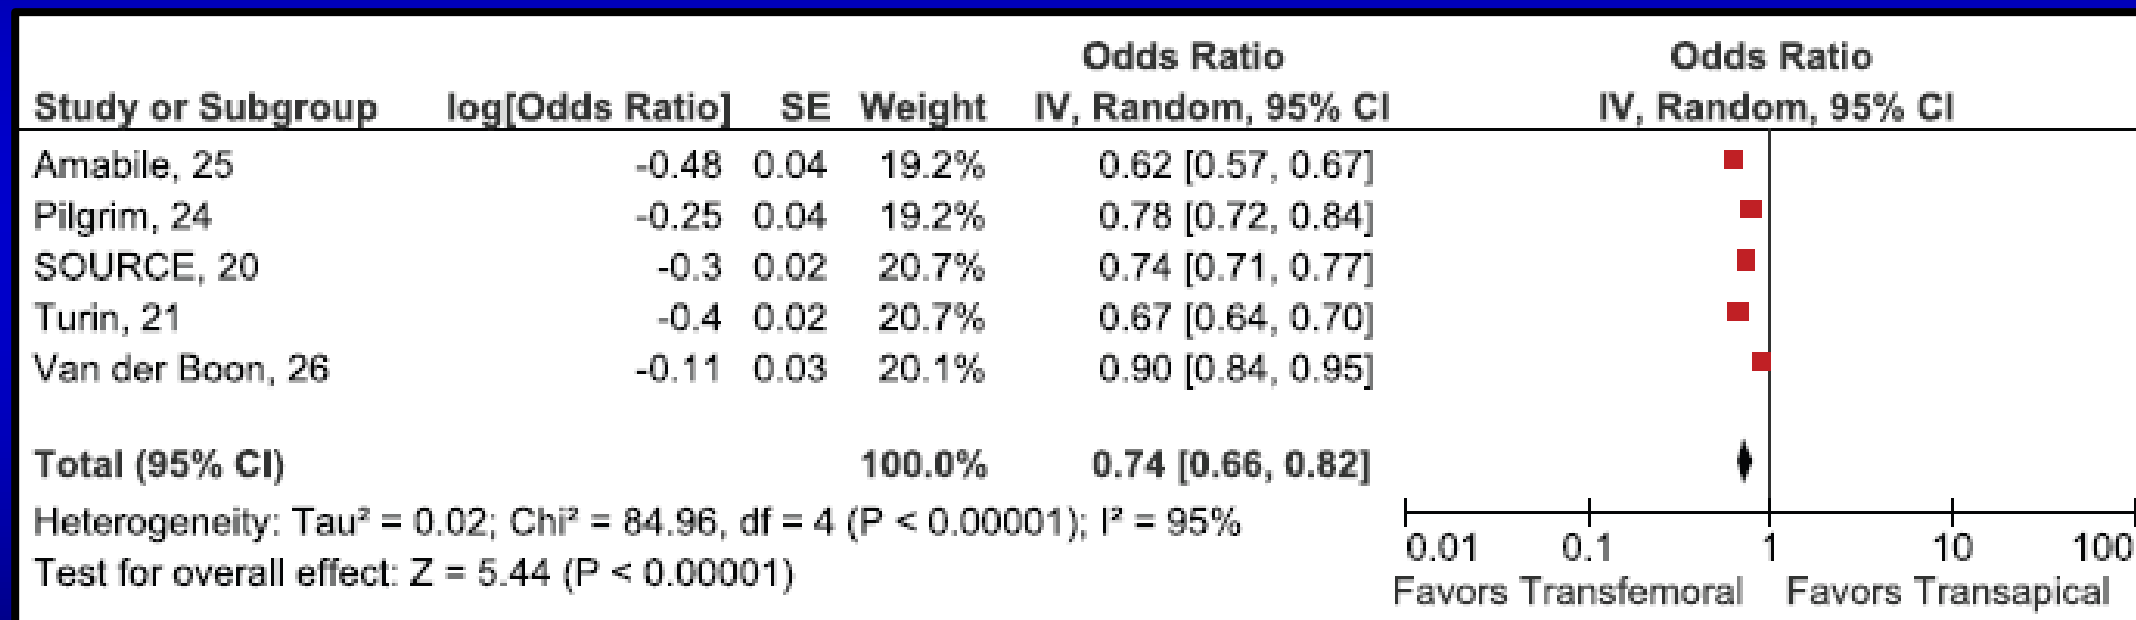 Odds Ratio Odds Ratio
Study or Subgroup log[Odds Ratio] SE Weight IV, Random, 95% CI IV, Random, 95% CI
Amabile, 25 -0.48 0.04 19.2% 0.62 [0.57, 0.67]
Pilgrim, 24 -0.25 0.04 19.2% 0.78 [0.72, 0.84]
SOURCE, 20 -0.3 0.02 20.7% 0.74 [0.71, 0.77]
Turin, 21 -0.4 0.02 20.7% 0.67 [0.64, 0.70]
Van der Boon, 26 -0.11 0.03 20.1% 0.90 [0.84, 0.95]
Total (95% CI) 100.0% 0.74 [0.66, 0.82]
Heterogeneity: Tau² = 0.02; Chi² = 84.96, df = 4 (P < 0.00001); I² = 95%
Test for overall effect: Z = 5.44 (P < 0.00001)
0.01 0.1 1 10 100
Favors Transfemoral Favors Transapical